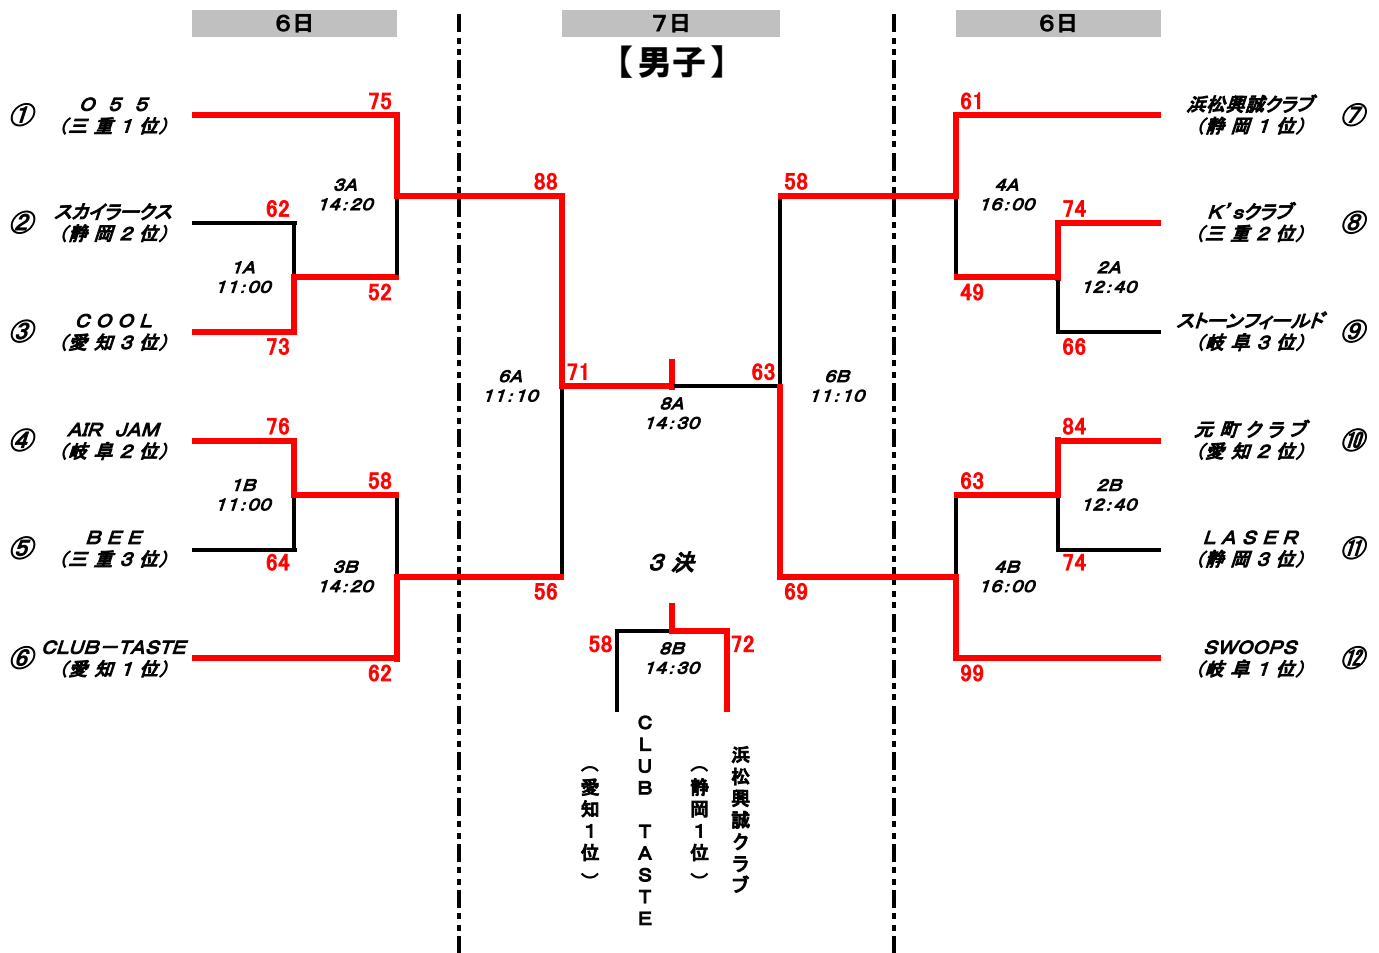 6日
7日
6日
【男子】
① O 5 5
(三重1位)
② スカイラークス
(静岡2位)
③ COOL
(愛知3位)
④ AIR JAM
(岐阜2位)
⑤ BEE
(三重3位)
⑥ CLUB－TASTE
(愛知1位)
75
3A
14:20
62
1A
11:00
52
73
76
1B
11:00
58
64
3B
14:20
62
88
6A
11:10
56
71
63
8A
14:30
3決
58
72
8B
14:30
CLUB TASTE
(愛知1位)
浜松興誠クラブ
(静岡1位)
58
6B
11:10
69
61
4A
16:00
74
2A
12:40
49
66
84
63
2B
12:40
74
4B
16:00
99
浜松興誠クラブ ⑦
(静岡1位)
K'sクラブ ⑧
(三重2位)
ストーンフィールド ⑨
(岐阜3位)
元町クラブ ⑩
(愛知2位)
LASER ⑪
(静岡3位)
SWOOPS ⑫
(岐阜1位)